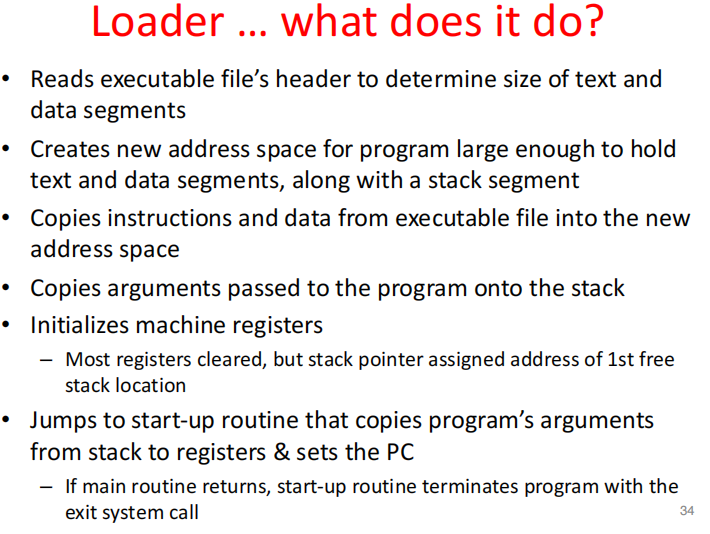 Loader … what does it do?
• Reads executable file’s header to determine size of text and
data segments
• Creates new address space for program large enough to hold
text and data segments, along with a stack segment
• Copies instructions and data from executable file into the new
address space
• Copies arguments passed to the program onto the stack
• Initializes machine registers
– Most registers cleared, but stack pointer assigned address of 1st free
stack location
• Jumps to start-up routine that copies program’s arguments
from stack to registers & sets the PC
– If main routine returns, start-up routine terminates program with the
exit system call
34